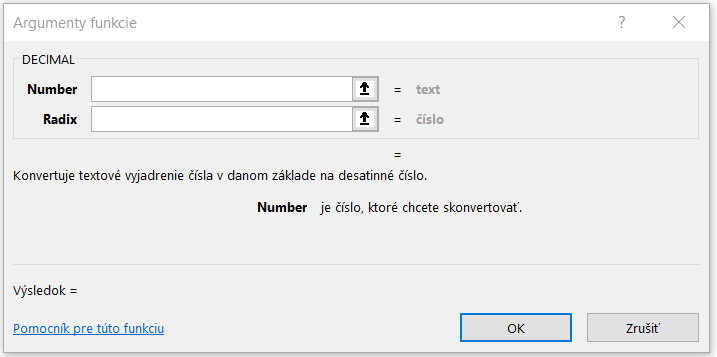 Argumenty funkcie ?
DECIMAL
Number = text
Radix = číslo
=
Konvertuje textové vyjadrenie čísla v danom základe na desatinné číslo.
Number je číslo, ktoré chcete skonvertovať.
Výsledok =
Pomocník pre túto funkciu OK Zrušiť